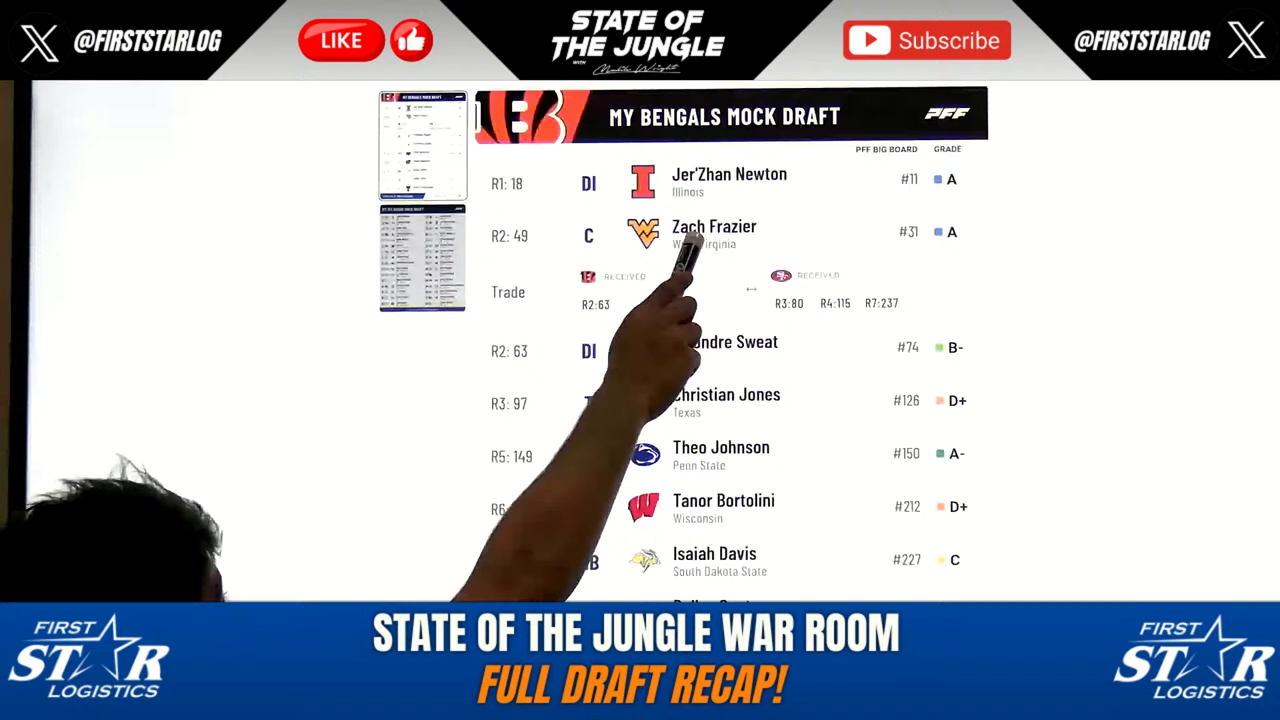 @FIRSTSTARLOG
LIKE
STATE OF
THE JUNGLE
WITH
Subscribe
@FIRSTSTARLOG
MY BENGALS MOCK DRAFT
PFF
PFF BIG BOARD GRADE
R1: 18 DI Jer'Zhan Newton #11 A
Illinois
R2: 49 C Zach Frazier #31 A
Trade
RECEIVED
R2:63
RECEIVED
R3:80 R4:115 R7:237
R2: 63 DI ndre Sweat #74 B-
R3: 97 Christian Jones #126 D+
Texas
R5: 149 Theo Johnson #150 A-
Penn State
R6: Tanor Bortolini #212 D+
Wisconsin
B Isaiah Davis #227 C
South Dakota State
FIRST
STAR
LOGISTICS
STATE OF THE JUNGLE WAR ROOM
FULL DRAFT RECAP!
FIRST
STAR
LOGISTICS